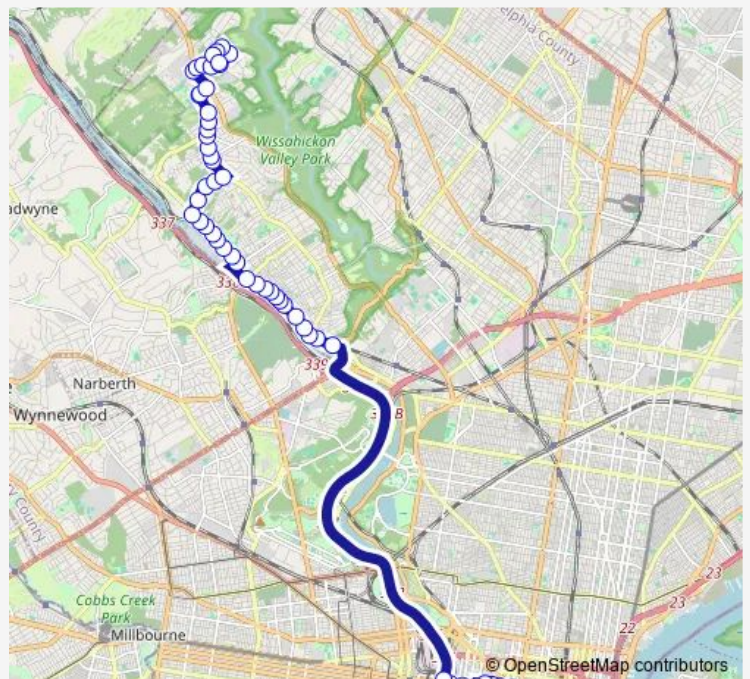 elphia County
Wissahickon
Valley Park
adwyne
337
339
B
Narberth
Wynnewood
y County
23
23
Cobbs Creek
Park
22
Millbourne
© OpenStreetMap contributors